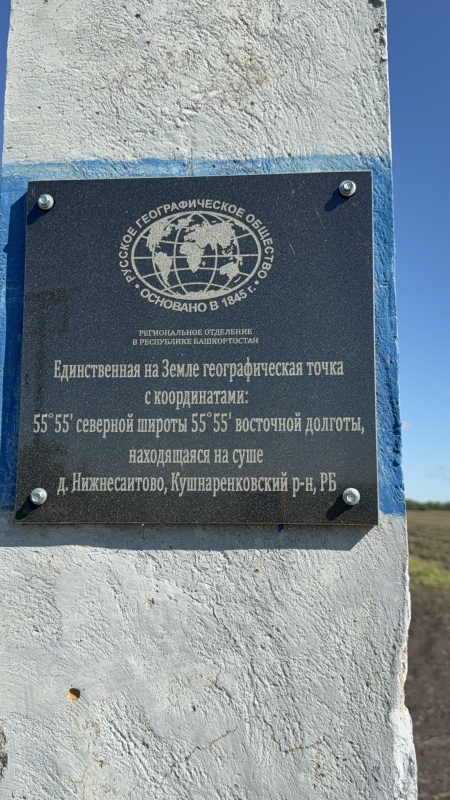 РУССКОЕ ГЕОГРАФИЧЕСКОЕ ОБЩЕСТВО
• ОСНОВАНО В 1845 г. •
РЕГИОНАЛЬНОЕ ОТДЕЛЕНИЕ
В РЕСПУБЛИКЕ БАШКОРТОСТАН
Единственная на Земле географическая точка
с координатами:
55°55' северной широты 55°55' восточной долготы,
находящаяся на суше
д. Нижнесаитово, Кушнаренковский р-н, РБ